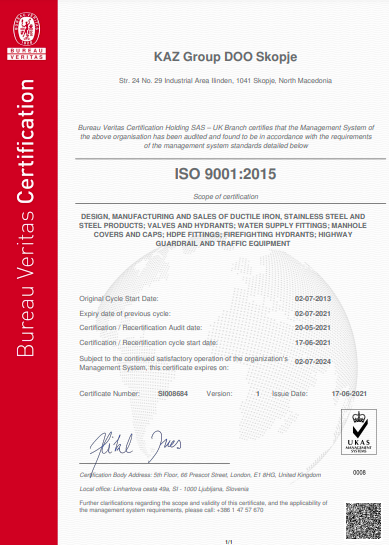 BUREAU
VERITAS
Bureau Veritas Certification
KAZ Group DOO Skopje
Str. 24 No. 29 Industrial Area Ilinden, 1041 Skopje, North Macedonia
Bureau Veritas Certification Holding SAS – UK Branch certifies that the Management System of
the above organisation has been audited and found to be in accordance with the requirements
of the management system standards detailed below
ISO 9001:2015
Scope of certification
DESIGN, MANUFACTURING AND SALES OF DUCTILE IRON, STAINLESS STEEL AND
STEEL PRODUCTS; VALVES AND HYDRANTS; WATER SUPPLY FITTINGS; MANHOLE
COVERS AND CAPS; HDPE FITTINGS; FIREFIGHTING HYDRANTS; HIGHWAY
GUARDRAIL AND TRAFFIC EQUIPMENT
Original Cycle Start Date: 02-07-2013
Expiry date of previous cycle: 02-07-2021
Certification / Recertification Audit date: 20-05-2021
Certification / Recertification cycle start date: 17-06-2021
Subject to the continued satisfactory operation of the organization's
Management System, this certificate expires on: 02-07-2024
Certificate Number: SI008684 Version: 1 Issue Date: 17-06-2021
UKAS
MANAGEMENT
SYSTEMS
0008
Certification Body Address: 5th Floor, 66 Prescot Street, London, E1 8HG, United Kingdom
Local office: Linhartova cesta 49a, SI - 1000 Ljubljana, Slovenia
Further clarifications regarding the scope and validity of this certificate, and the applicability of
the management system requirements, please call: +386 1 47 57 670
1/1